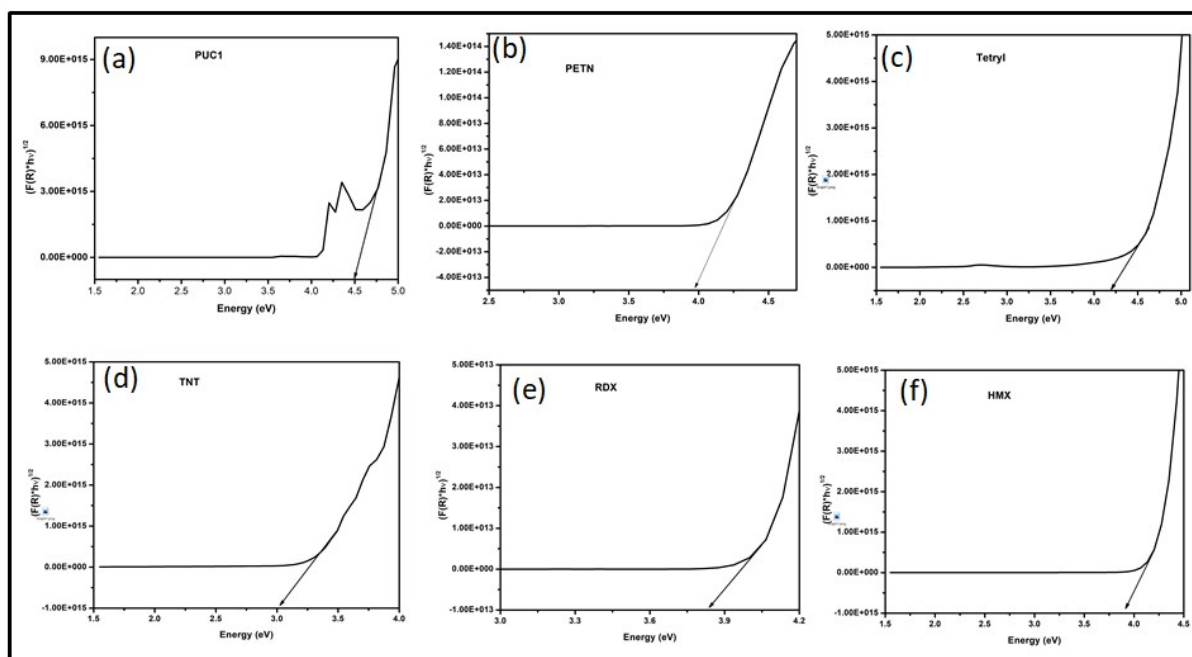 (a)
PUC1
(F(R)*hν)^1/2
9.00E+015
6.00E+015
3.00E+015
0.00E+000
1.5 2.0 2.5 3.0 3.5 4.0 4.5 5.0
Energy (eV)
(b)
PETN
(F(R)*hν)^1/2
1.40E+014
1.20E+014
1.00E+014
8.00E+013
6.00E+013
4.00E+013
2.00E+013
0.00E+000
-2.00E+013
-4.00E+013
2.5 3.0 3.5 4.0 4.5
Energy (eV)
(c)
Tetryl
(F(R)*hν)^1/2
5.00E+015
4.00E+015
3.00E+015
2.00E+015
1.00E+015
0.00E+000
1.5 2.0 2.5 3.0 3.5 4.0 4.5 5.0
Energy (eV)
(d)
TNT
(F(R)*hν)^1/2
5.00E+015
4.00E+015
3.00E+015
2.00E+015
1.00E+015
0.00E+000
-1.00E+015
1.5 2.0 2.5 3.0 3.5 4.0
Energy (eV)
(e)
RDX
(F(R)*hν)^1/2
5.00E+013
4.00E+013
3.00E+013
2.00E+013
1.00E+013
0.00E+000
-1.00E+013
3.0 3.3 3.6 3.9 4.2
Energy (eV)
(f)
HMX
(F(R)*hν)^1/2
5.00E+015
4.00E+015
3.00E+015
2.00E+015
1.00E+015
0.00E+000
-1.00E+015
1.5 2.0 2.5 3.0 3.5 4.0 4.5
Energy (eV)